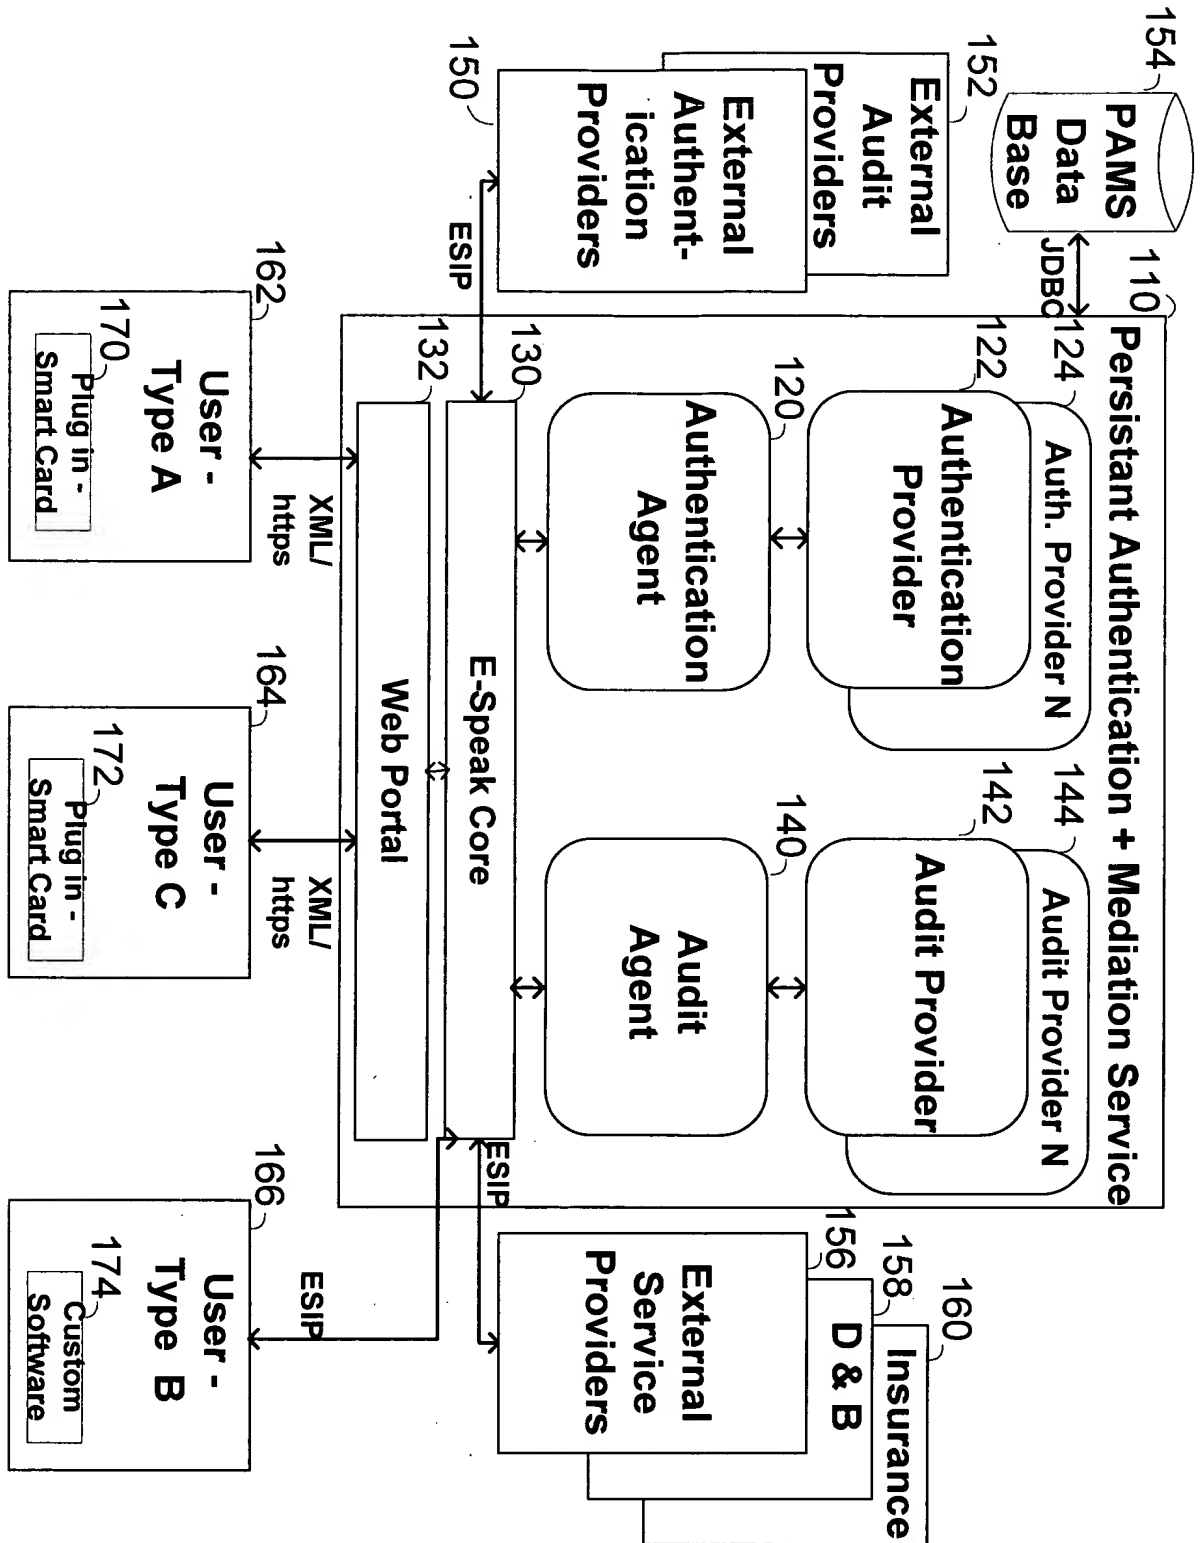 154
PAMS
Data
Base
JDBC
152
External
Audit
Providers
150
External
Authent-
ication
Providers
ESIP
110
Persistant Authentication + Mediation Service
124
Auth. Provider N
122
Authentication
Provider
120
Authentication
Agent
144
Audit Provider N
142
Audit Provider
140
Audit
Agent
130
E-Speak Core
132
Web Portal
ESIP
160
Insurance
158
D & B
156
External
Service
Providers
XML/
https
XML/
https
ESIP
162
User -
Type A
170
Plug in -
Smart Card
164
User -
Type C
172
Plug in -
Smart Card
166
User -
Type B
174
Custom
Software